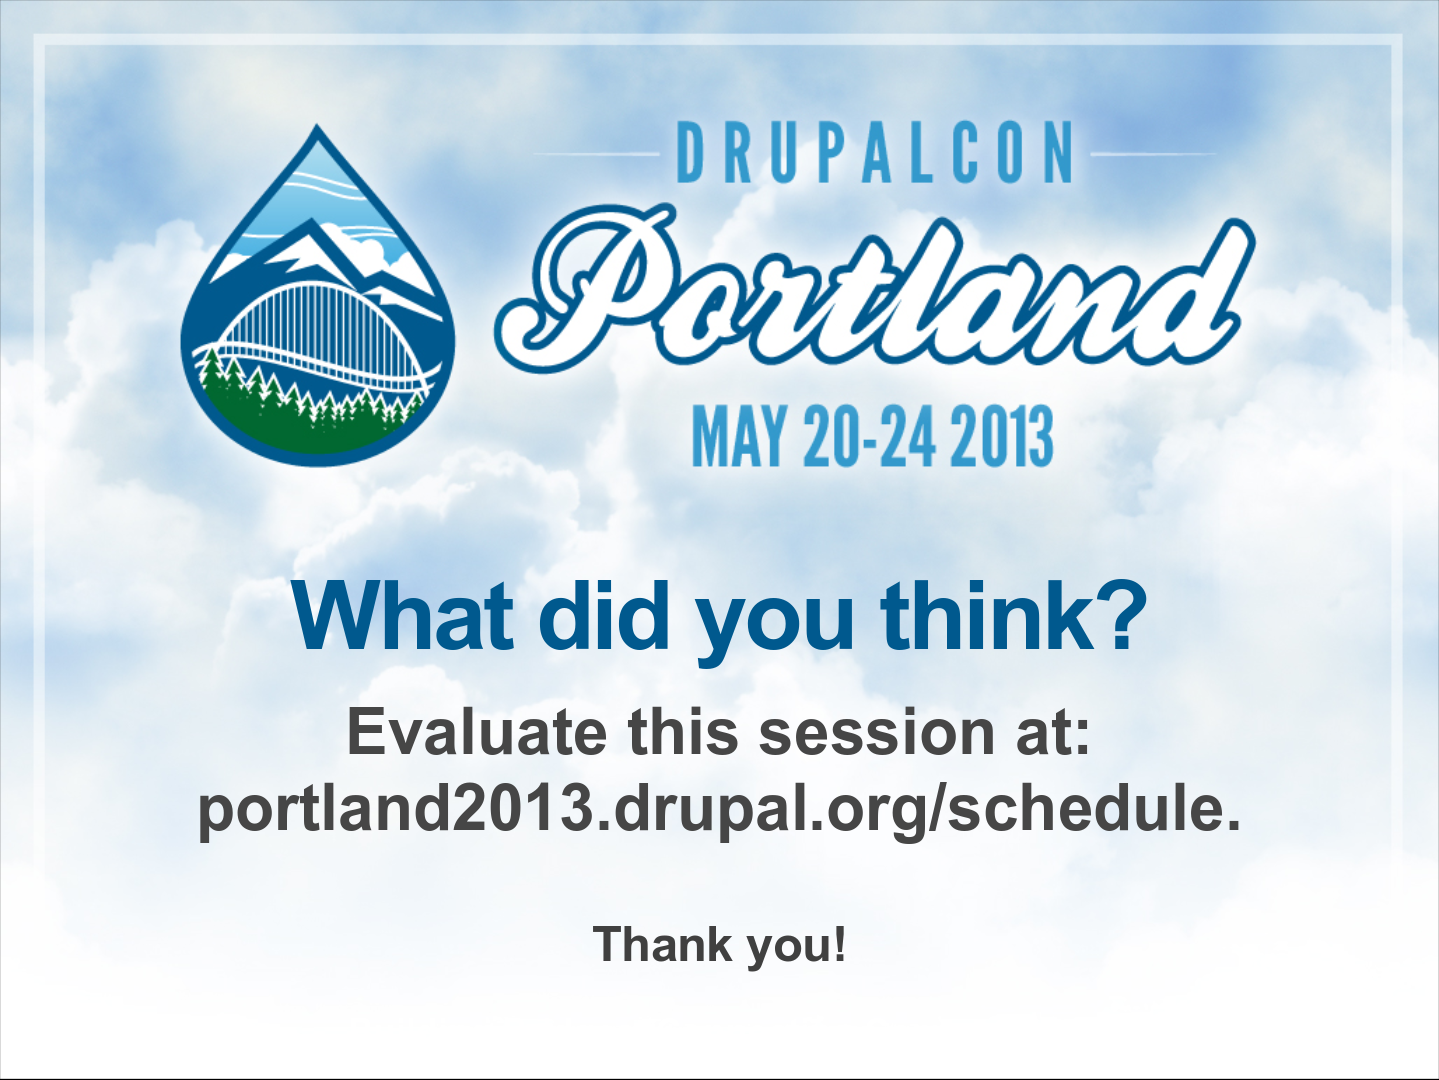 DRUPALCON
Portland
MAY 20-24 2013
What did you think?
Evaluate this session at:
portland2013.drupal.org/schedule.
Thank you!